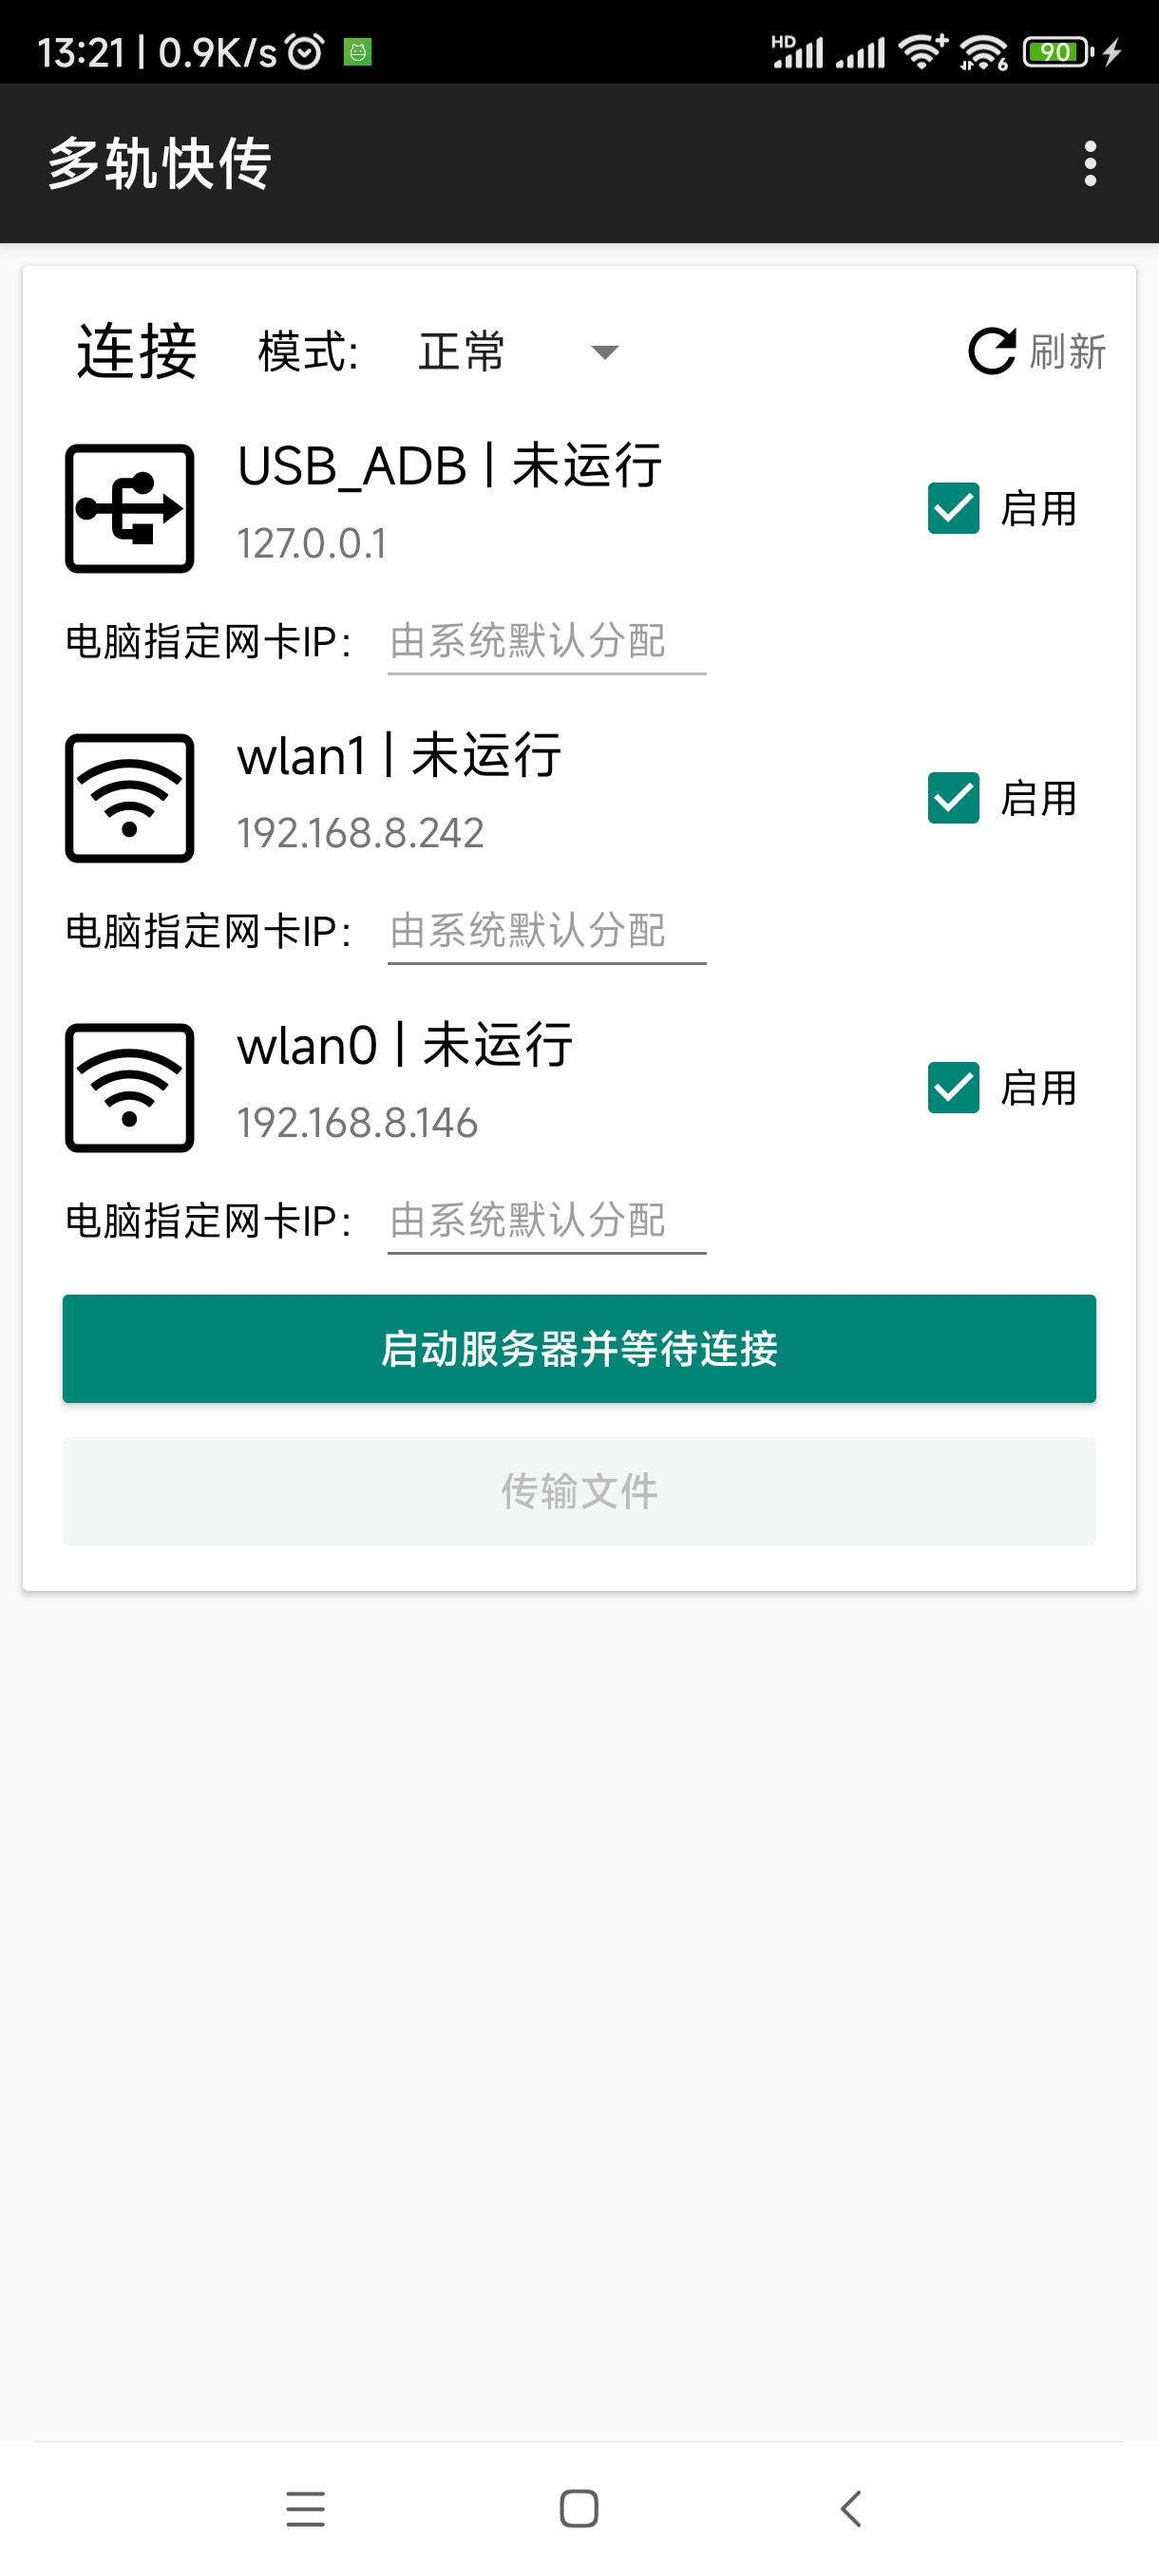 13:21 | 0.9K/s HD 6 90
多轨快传
连接 模式: 正常 刷新
USB_ADB | 未运行
127.0.0.1
启用
电脑指定网卡IP: 由系统默认分配
wlan1 | 未运行
192.168.8.242
启用
电脑指定网卡IP: 由系统默认分配
wlan0 | 未运行
192.168.8.146
启用
电脑指定网卡IP: 由系统默认分配
启动服务器并等待连接
传输文件